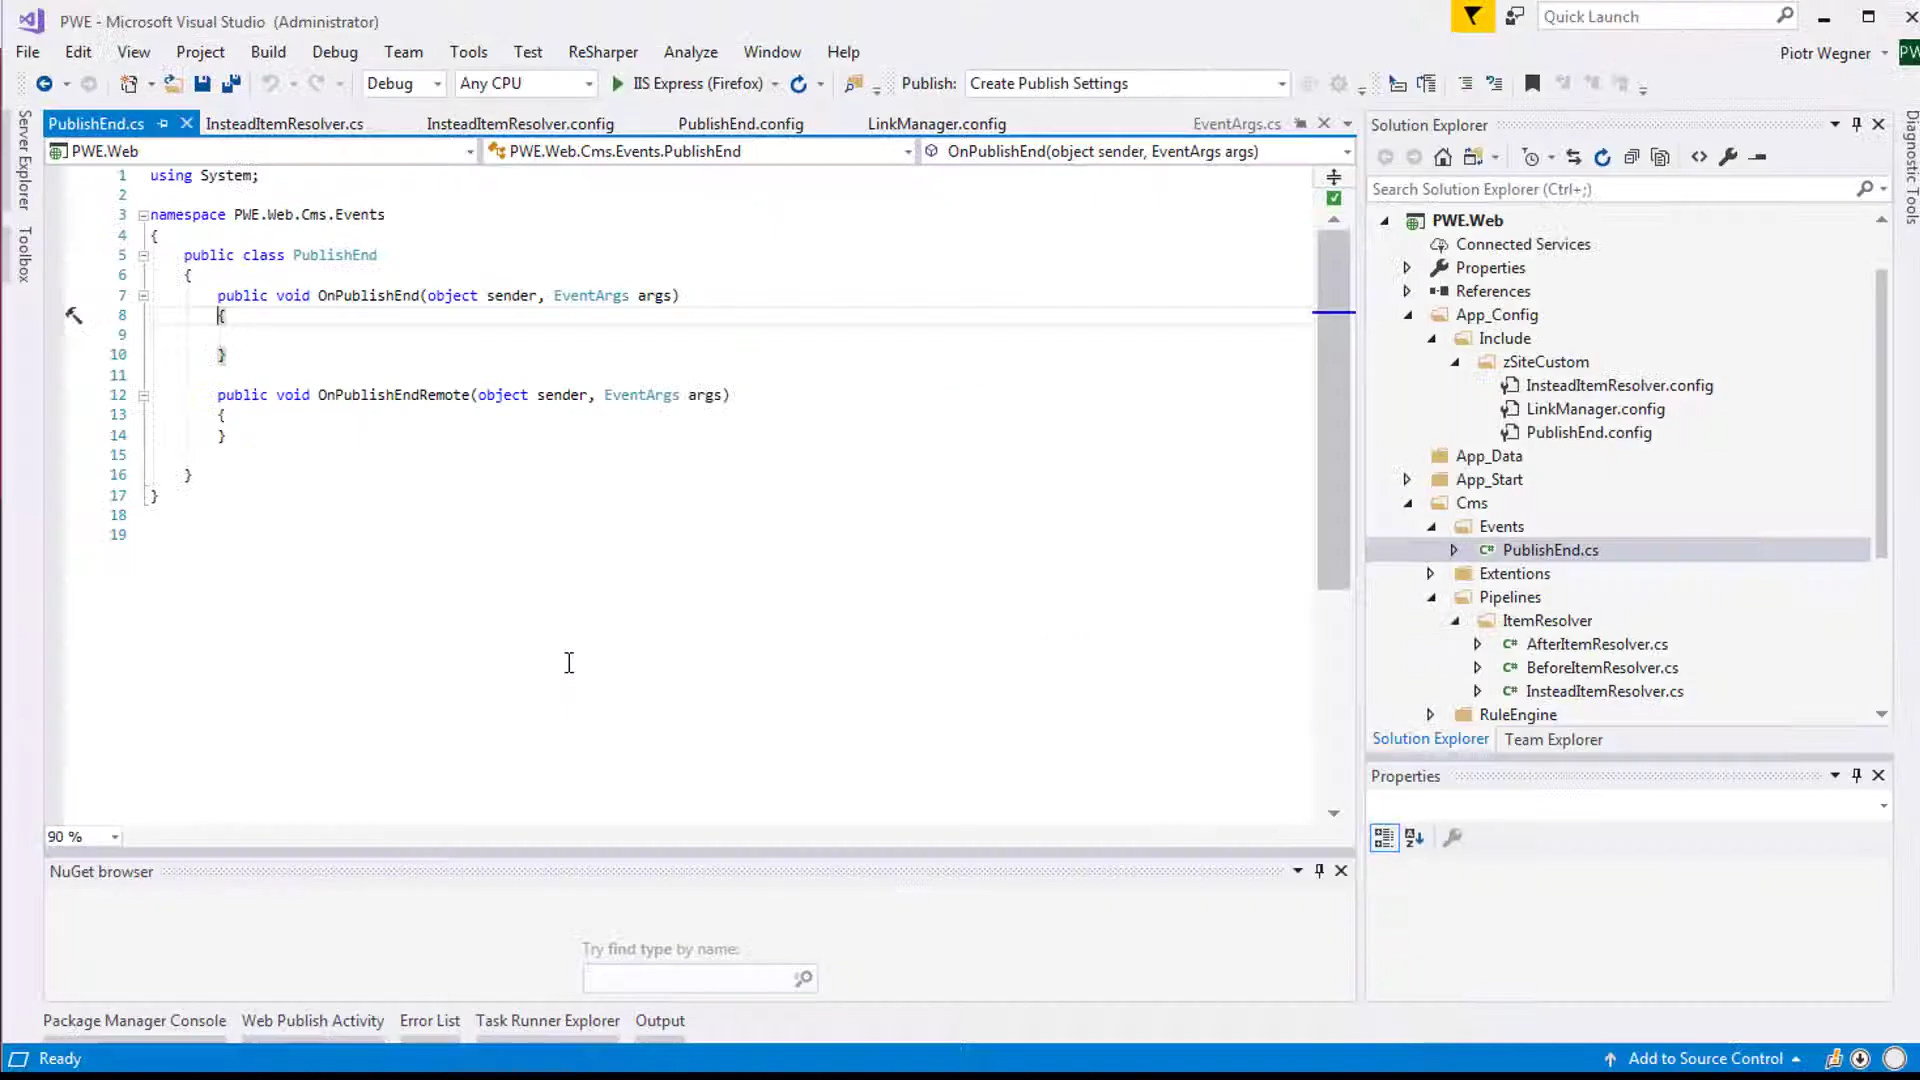 PWE - Microsoft Visual Studio (Administrator)
Quick Launch
File Edit View Project Build Debug Team Tools Test ReSharper Analyze Window Help
Piotr Wegner
Debug Any CPU IIS Express (Firefox) Publish: Create Publish Settings
Server Explorer
Toolbox
PublishEnd.cs InsteadItemResolver.cs InsteadItemResolver.config PublishEnd.config LinkManager.config EventArgs.cs
PWE.Web PWE.Web.Cms.Events.PublishEnd OnPublishEnd(object sender, EventArgs args)
1 using System;
2
3 namespace PWE.Web.Cms.Events
4 {
5 public class PublishEnd
6 {
7 public void OnPublishEnd(object sender, EventArgs args)
8 {
9
10 }
11
12 public void OnPublishEndRemote(object sender, EventArgs args)
13 {
14 }
15
16 }
17 }
18
19
90 %
NuGet browser
Try find type by name:
Package Manager Console Web Publish Activity Error List Task Runner Explorer Output
Solution Explorer
Search Solution Explorer (Ctrl+;)
PWE.Web
Connected Services
Properties
References
App_Config
Include
zSiteCustom
InsteadItemResolver.config
LinkManager.config
PublishEnd.config
App_Data
App_Start
Cms
Events
C# PublishEnd.cs
Extentions
Pipelines
ItemResolver
C# AfterItemResolver.cs
C# BeforeItemResolver.cs
C# InsteadItemResolver.cs
RuleEngine
Solution Explorer Team Explorer
Properties
Diagnostic Tools
Ready
Add to Source Control